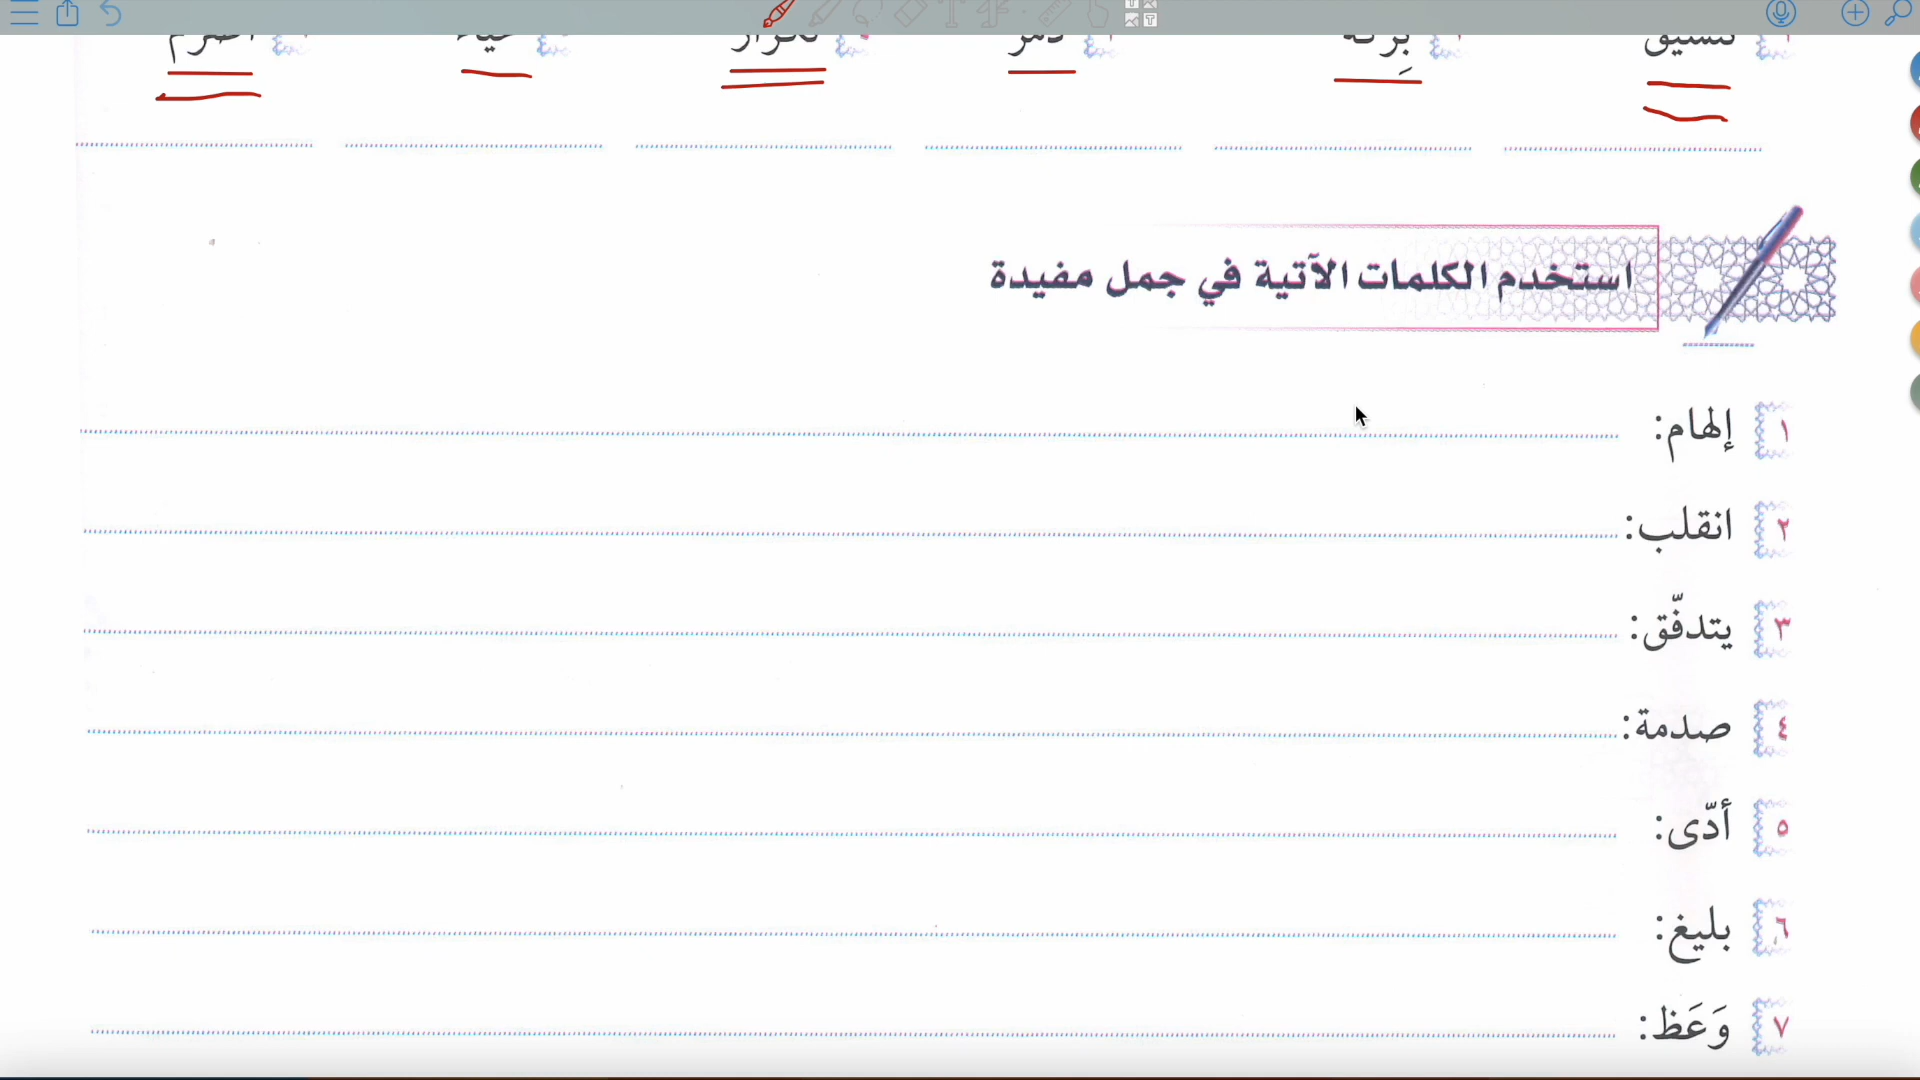 استخدم الكلمات الآتية في جمل مفيدة
١ إلهام:
٢ انقلب:
٣ يتدفّق:
٤ صدمة:
٥ أدّى:
٦ بليغ:
٧ وَعَظ: